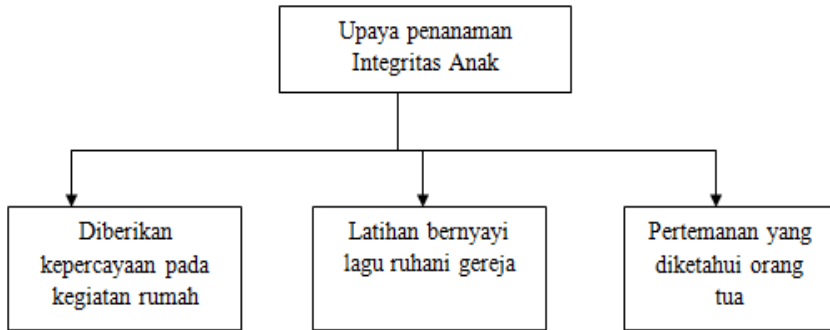 Upaya penanaman
Integritas Anak
Diberikan
kepercayaan pada
kegiatan rumah
Latihan bernyayi
lagu ruhani gereja
Pertemanan yang
diketahui orang
tua